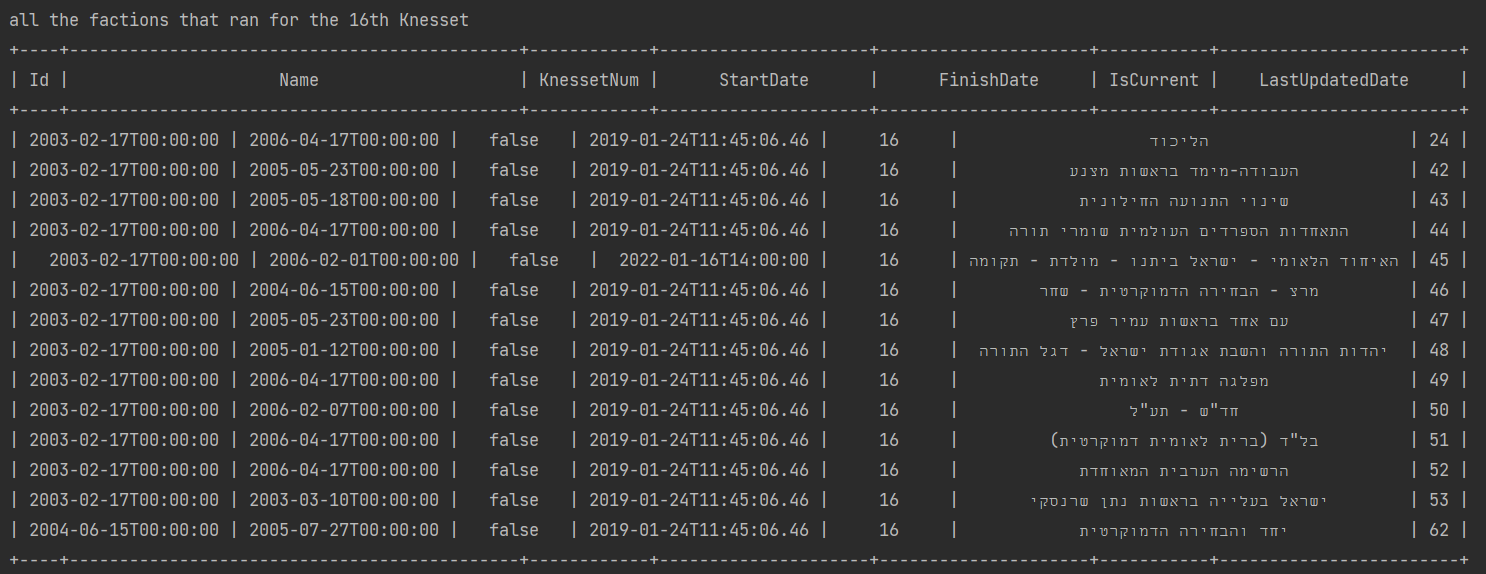 all the factions that ran for the 16th Knesset
+----+---------------------------------------------+------------+---------------------+---------------------+-----------+------------------------+
| Id | Name | KnessetNum | StartDate | FinishDate | IsCurrent | LastUpdatedDate |
+----+---------------------------------------------+------------+---------------------+---------------------+-----------+------------------------+
| 2003-02-17T00:00:00 | 2006-04-17T00:00:00 | false | 2019-01-24T11:45:06.46 | 16 | הליכוד | 24 |
| 2003-02-17T00:00:00 | 2005-05-23T00:00:00 | false | 2019-01-24T11:45:06.46 | 16 | העבודה-מימד בראשות מצנע | 42 |
| 2003-02-17T00:00:00 | 2005-05-18T00:00:00 | false | 2019-01-24T11:45:06.46 | 16 | שינוי התנועה החילונית | 43 |
| 2003-02-17T00:00:00 | 2006-04-17T00:00:00 | false | 2019-01-24T11:45:06.46 | 16 | התאחדות הספרדים העולמית שומרי תורה | 44 |
| 2003-02-17T00:00:00 | 2006-02-01T00:00:00 | false | 2022-01-16T14:00:00 | 16 | האיחוד הלאומי - ישראל ביתנו - מולדת - תקומה | 45 |
| 2003-02-17T00:00:00 | 2004-06-15T00:00:00 | false | 2019-01-24T11:45:06.46 | 16 | מרצ - הבחירה הדמוקרטית - שחר | 46 |
| 2003-02-17T00:00:00 | 2005-05-23T00:00:00 | false | 2019-01-24T11:45:06.46 | 16 | עם אחד בראשות עמיר פרץ | 47 |
| 2003-02-17T00:00:00 | 2005-01-12T00:00:00 | false | 2019-01-24T11:45:06.46 | 16 | יהדות התורה והשבת אגודת ישראל - דגל התורה | 48 |
| 2003-02-17T00:00:00 | 2006-04-17T00:00:00 | false | 2019-01-24T11:45:06.46 | 16 | מפלגה דתית לאומית | 49 |
| 2003-02-17T00:00:00 | 2006-02-07T00:00:00 | false | 2019-01-24T11:45:06.46 | 16 | חד"ש - תע"ל | 50 |
| 2003-02-17T00:00:00 | 2006-04-17T00:00:00 | false | 2019-01-24T11:45:06.46 | 16 | בל"ד (ברית לאומית דמוקרטית) | 51 |
| 2003-02-17T00:00:00 | 2006-04-17T00:00:00 | false | 2019-01-24T11:45:06.46 | 16 | הרשימה הערבית המאוחדת | 52 |
| 2003-02-17T00:00:00 | 2003-03-10T00:00:00 | false | 2019-01-24T11:45:06.46 | 16 | ישראל בעלייה בראשות נתן שרנסקי | 53 |
| 2004-06-15T00:00:00 | 2005-07-27T00:00:00 | false | 2019-01-24T11:45:06.46 | 16 | יחד והבחירה הדמוקרטית | 62 |
+----+---------------------------------------------+------------+---------------------+---------------------+-----------+------------------------+